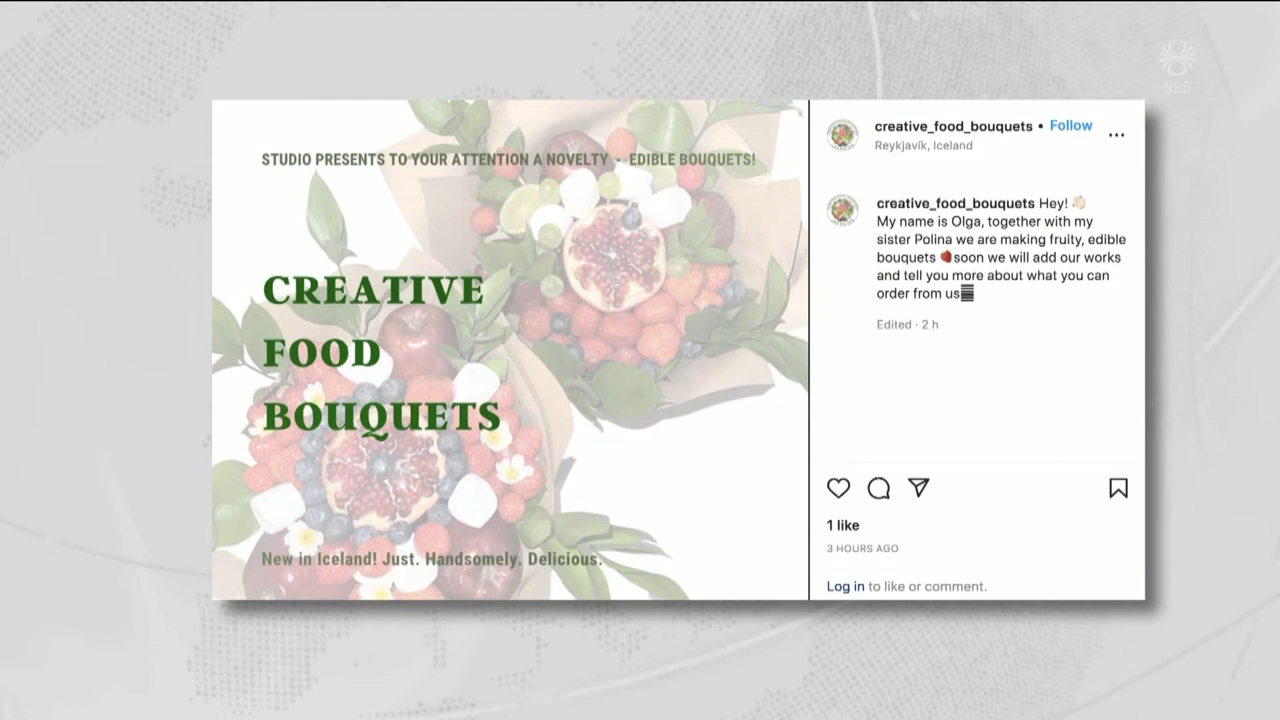 888
STUDIO PRESENTS TO YOUR ATTENTION A NOVELTY - EDIBLE BOUQUETS!
CREATIVE
FOOD
BOUQUETS
New in Iceland! Just. Handsomely. Delicious.
creative_food_bouquets • Follow
Reykjavík, Iceland
creative_food_bouquets Hey! 👋🏻
My name is Olga, together with my
sister Polina we are making fruity, edible
bouquets 🍓soon we will add our works
and tell you more about what you can
order from us
Edited · 2 h
1 like
3 HOURS AGO
Log in to like or comment.